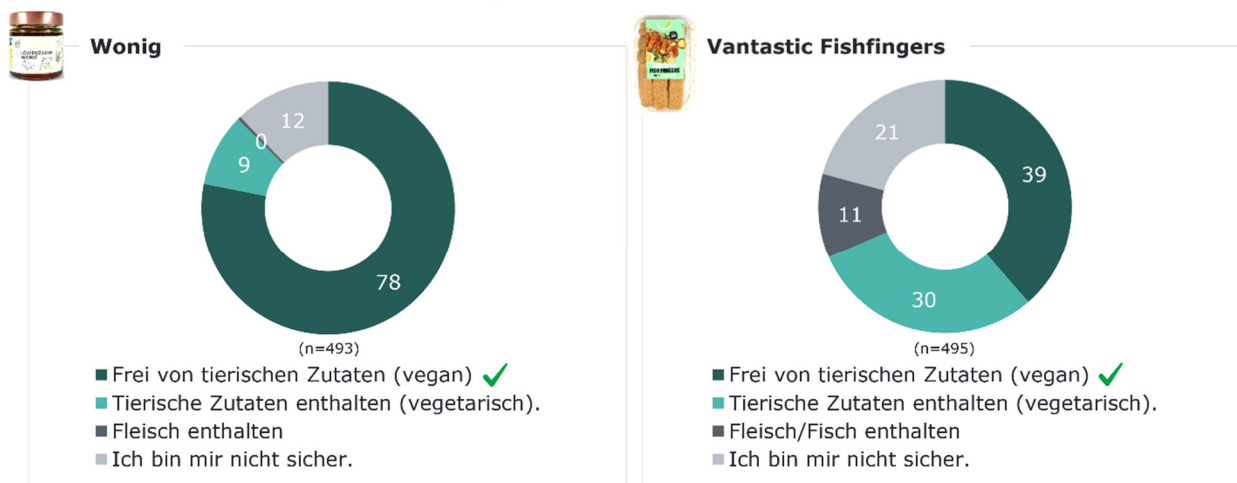 Wonig
12
0
9
78
(n=493)
Frei von tierischen Zutaten (vegan)
Tierische Zutaten enthalten (vegetarisch).
Fleisch enthalten
Ich bin mir nicht sicher.
Vantastic Fishfingers
21
39
11
30
(n=495)
Frei von tierischen Zutaten (vegan)
Tierische Zutaten enthalten (vegetarisch).
Fleisch/Fisch enthalten
Ich bin mir nicht sicher.
FISHFINGERS